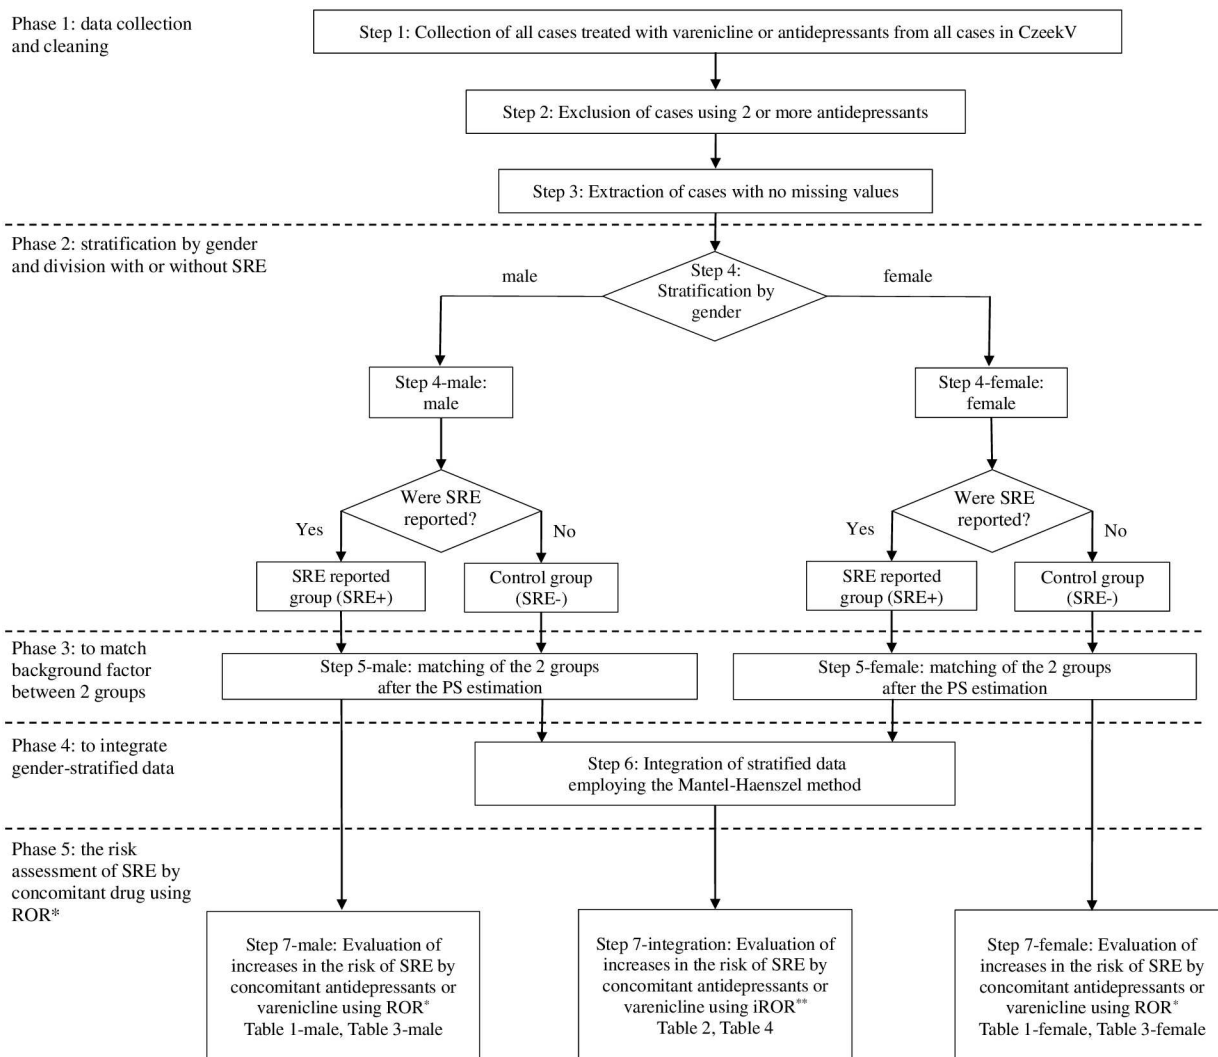 Phase 1: data collection
and cleaning
Step 1: Collection of all cases treated with varenicline or antidepressants from all cases in CzeekV
Step 2: Exclusion of cases using 2 or more antidepressants
Step 3: Extraction of cases with no missing values
Phase 2: stratification by gender
and division with or without SRE
Step 4:
Stratification by
gender
male
female
Step 4-male:
male
Step 4-female:
female
Were SRE
reported?
Yes
No
Were SRE
reported?
Yes
No
SRE reported
group (SRE+)
Control group
(SRE-)
SRE reported
group (SRE+)
Control group
(SRE-)
Phase 3: to match
background factor
between 2 groups
Step 5-male: matching of the 2 groups
after the PS estimation
Step 5-female: matching of the 2 groups
after the PS estimation
Phase 4: to integrate
gender-stratified data
Step 6: Integration of stratified data
employing the Mantel-Haenszel method
Phase 5: the risk
assessment of SRE by
concomitant drug using
ROR*
Step 7-male: Evaluation of
increases in the risk of SRE by
concomitant antidepressants or
varenicline using ROR*
Table 1-male, Table 3-male
Step 7-integration: Evaluation of
increases in the risk of SRE by
concomitant antidepressants or
varenicline using iROR**
Table 2, Table 4
Step 7-female: Evaluation of
increases in the risk of SRE by
concomitant antidepressants or
varenicline using ROR*
Table 1-female, Table 3-female